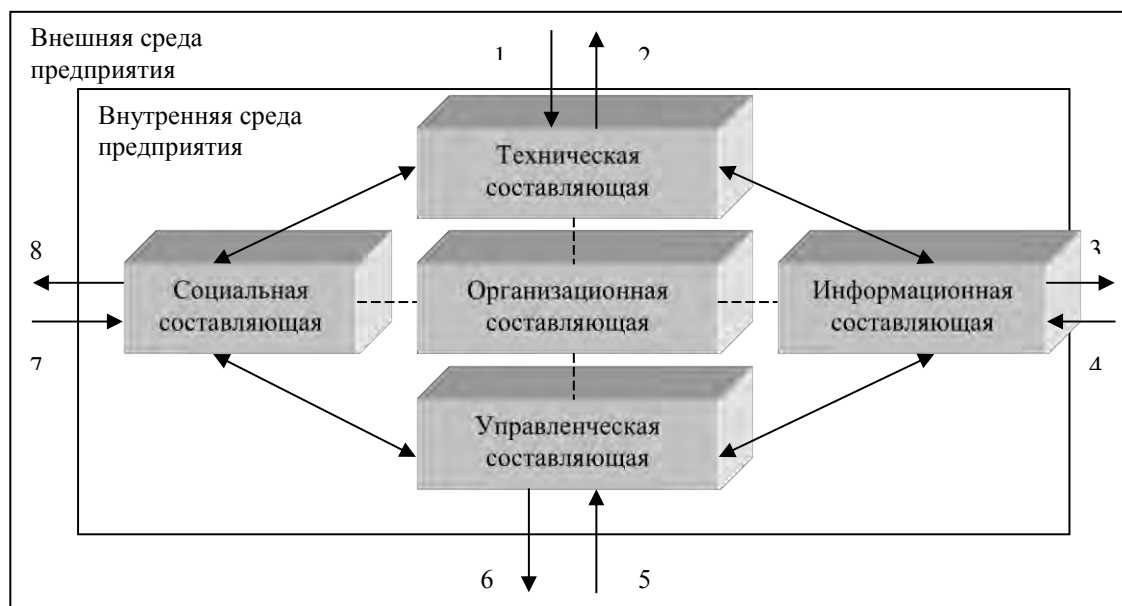 Внешняя среда
предприятия
1
2
Внутренняя среда
предприятия
Техническая
составляющая
8
3
Социальная
составляющая
Организационная
составляющая
Информационная
составляющая
7
4
Управленческая
составляющая
6
5